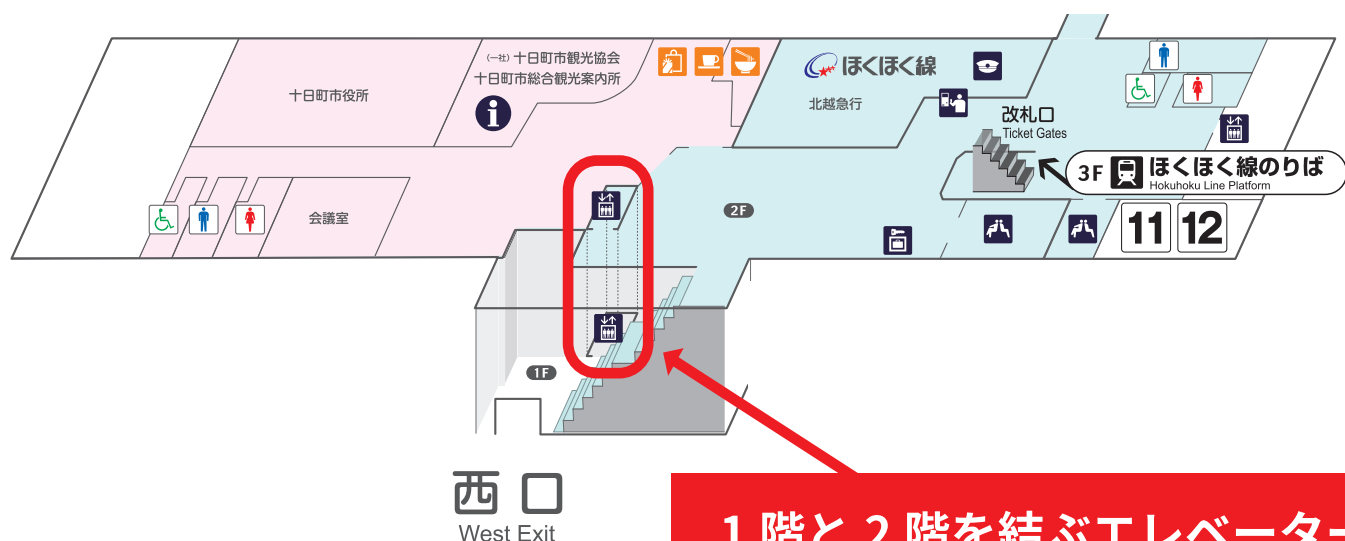 (一社)十日町市観光協会
十日町市総合観光案内所
十日町市役所
ほくほく線
北越急行
改札口
Ticket Gates
3F ほくほく線のりば
Hokuhoku Line Platform
11 12
会議室
2F
1F
西口
West Exit
1階と2階を結ぶエレベーター